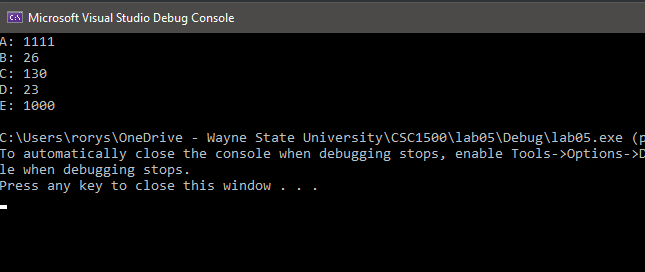 Microsoft Visual Studio Debug Console
A: 1111
B: 26
C: 130
D: 23
E: 1000
C:\Users\rorys\OneDrive - Wayne State University\CSC1500\lab05\Debug\lab05.exe (p
To automatically close the console when debugging stops, enable Tools->Options->D
le when debugging stops.
Press any key to close this window . . .